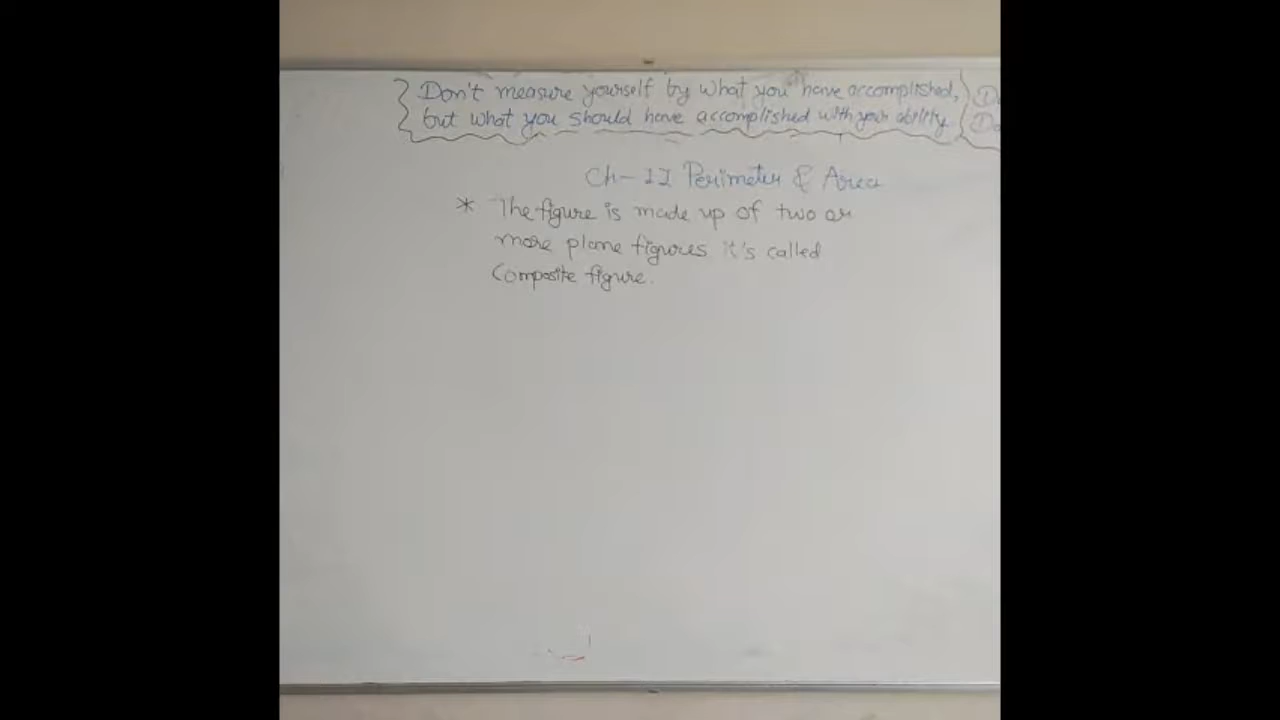 Don't measure yourself by what you have accomplished,
but what you should have accomplished with your ability
Ch-11 Perimeter & Area
* The figure is made up of two or
more plane figures it's called
Composite figure.